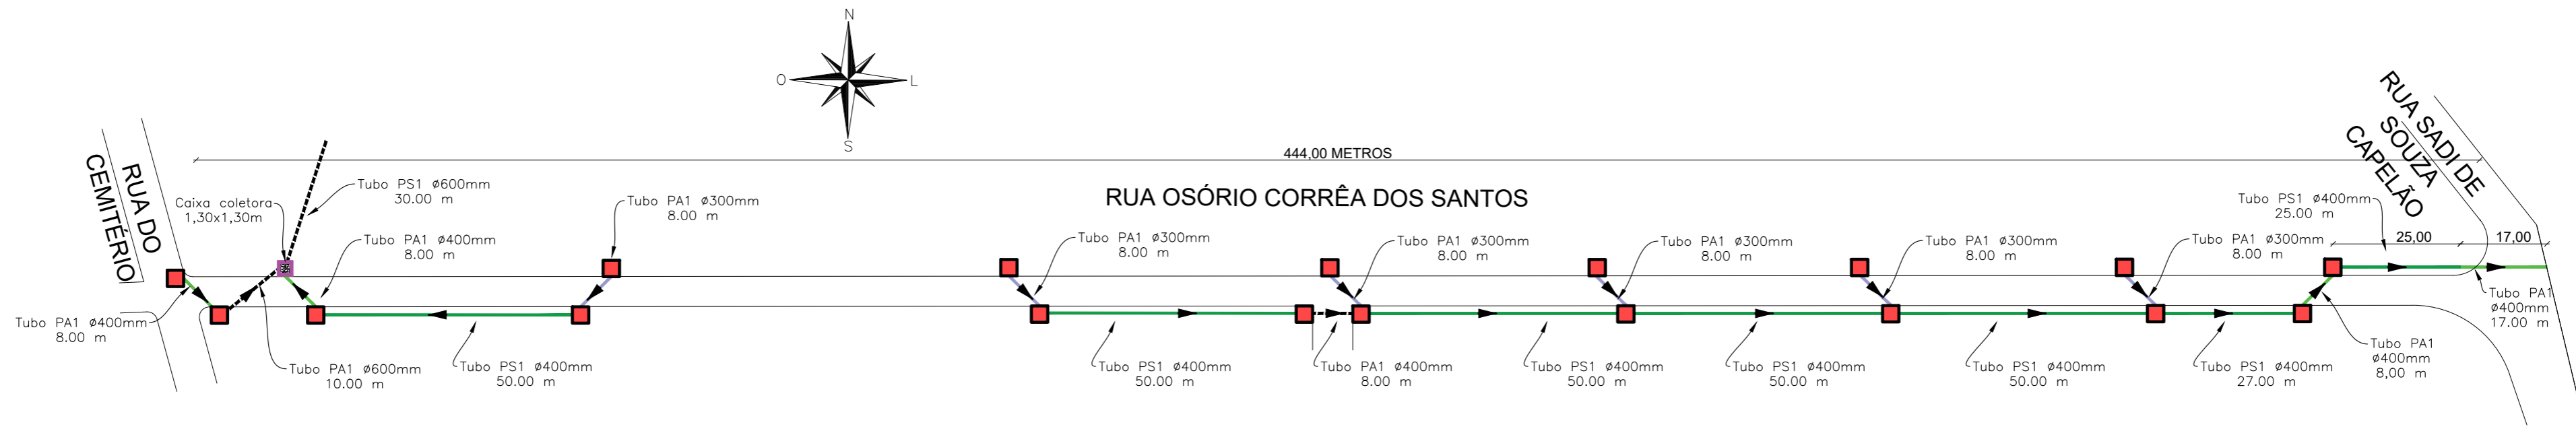 N
O
L
S
444,00 METROS
RUA OSÓRIO CORRÊA DOS SANTOS
RUA DO
CEMITÉRIO
RUA SADI DE
SOUZA
CAPELÃO
Tubo PS1 ø600mm
30.00 m
Caixa coletora
1,30x1,30m
Tubo PA1 ø400mm
8.00 m
Tubo PA1 ø300mm
8.00 m
Tubo PA1 ø300mm
8.00 m
Tubo PA1 ø300mm
8.00 m
Tubo PA1 ø300mm
8.00 m
Tubo PA1 ø300mm
8.00 m
Tubo PA1 ø300mm
8.00 m
Tubo PS1 ø400mm
25.00 m
25,00
17,00
Tubo PA1
ø400mm
17.00 m
Tubo PA1 ø400mm
8.00 m
Tubo PA1 ø600mm
10.00 m
Tubo PS1 ø400mm
50.00 m
Tubo PS1 ø400mm
50.00 m
Tubo PA1 ø400mm
8.00 m
Tubo PS1 ø400mm
50.00 m
Tubo PS1 ø400mm
50.00 m
Tubo PS1 ø400mm
50.00 m
Tubo PS1 ø400mm
27.00 m
Tubo PA1
ø400mm
8,00 m